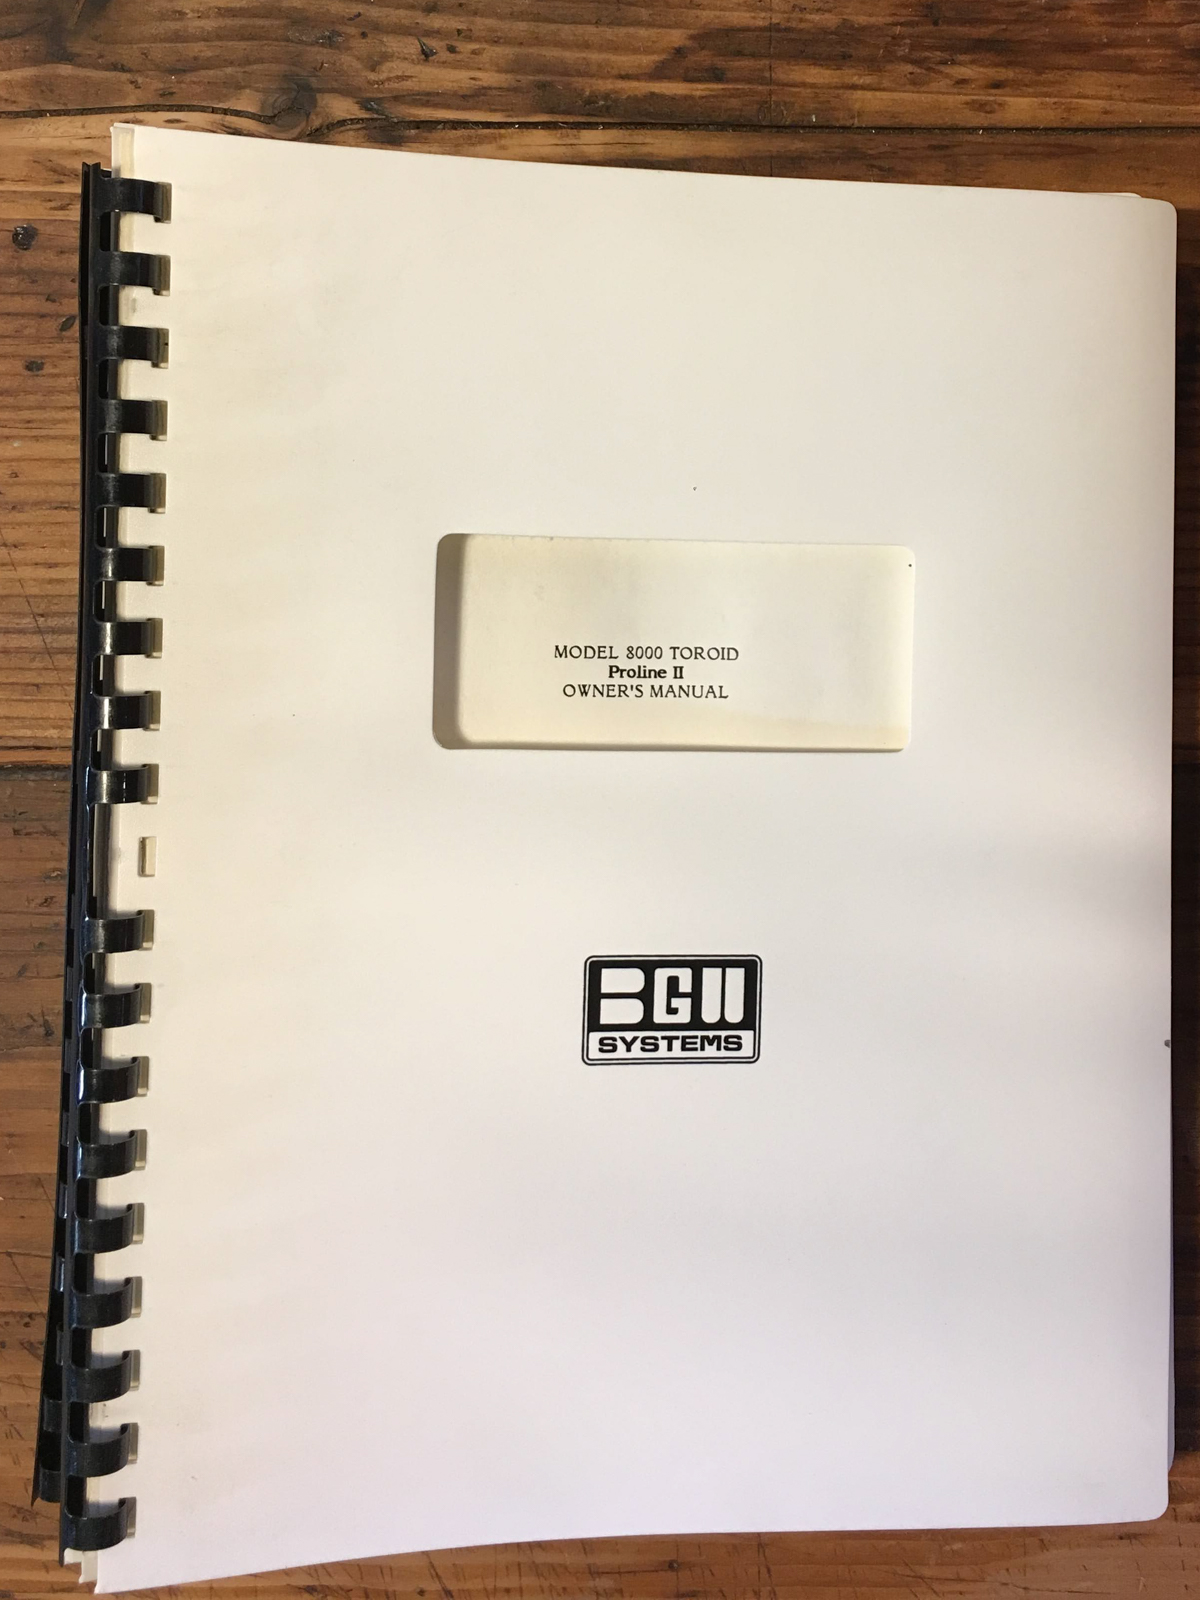 MODEL 8000 TOROID
Proline II
OWNER'S MANUAL
BGW
SYSTEMS